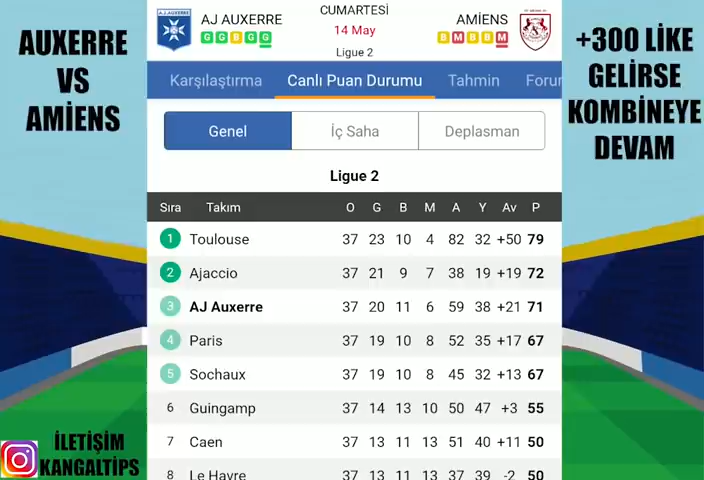 AUXERRE
VS
AMİENS
AJ AUXERRE
G G B G G
CUMARTESİ
14 May
Ligue 2
AMİENS
B M B B M
+300 LİKE
GELİRSE
KOMBİNEYE
DEVAM
Karşılaştırma Canlı Puan Durumu Tahmin Forum
Genel İç Saha Deplasman
Ligue 2
Sıra Takım O G B M A Y Av P
1 Toulouse 37 23 10 4 82 32 +50 79
2 Ajaccio 37 21 9 7 38 19 +19 72
3 AJ Auxerre 37 20 11 6 59 38 +21 71
4 Paris 37 19 10 8 52 35 +17 67
5 Sochaux 37 19 10 8 45 32 +13 67
6 Guingamp 37 14 13 10 50 47 +3 55
7 Caen 37 13 11 13 51 40 +11 50
8 Le Havre 37 13 11 13 37 39 -2 50
İLETİŞİM
KANGALTİPS